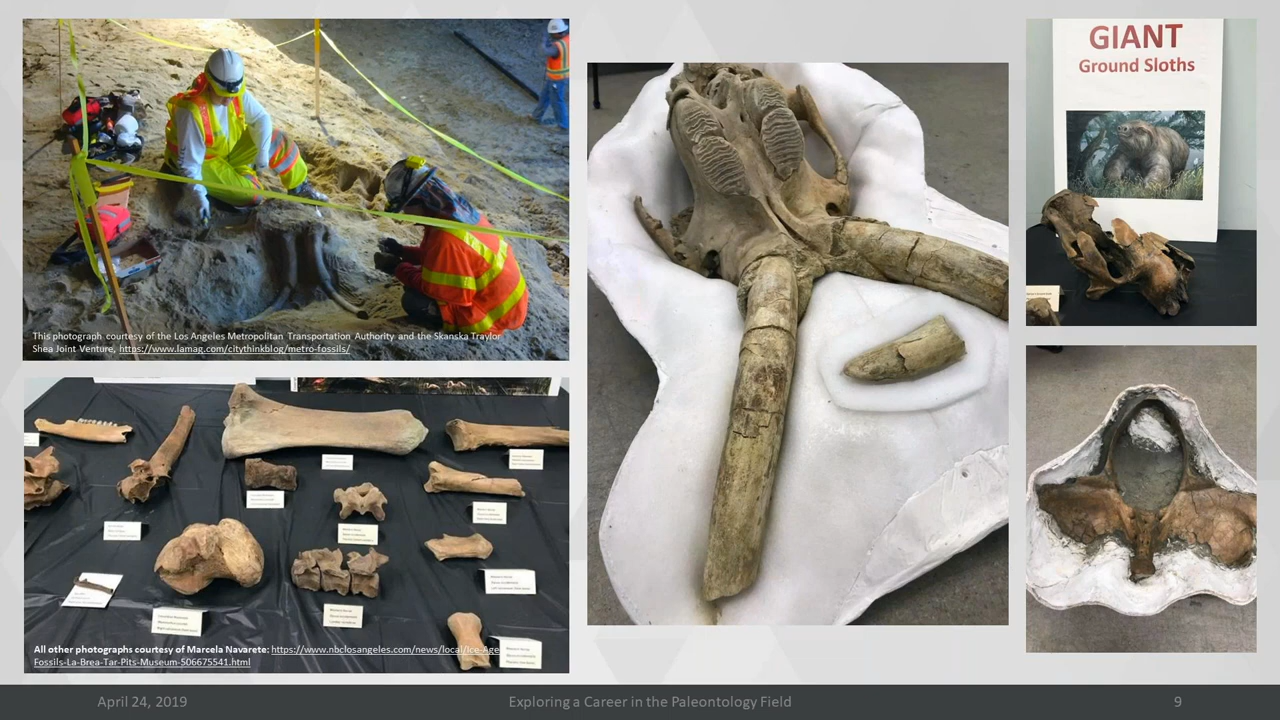 This photograph courtesy of the Los Angeles Metropolitan Transportation Authority and the Skanska Traylor
Shea Joint Venture, https://www.lamag.com/citythinkblog/metro-fossils/
GIANT
Ground Sloths
All other photographs courtesy of Marcela Navarete: https://www.nbclosangeles.com/news/local/Ice-Age-
Fossils-La-Brea-Tar-Pits-Museum-506675541.html
April 24, 2019
Exploring a Career in the Paleontology Field
9